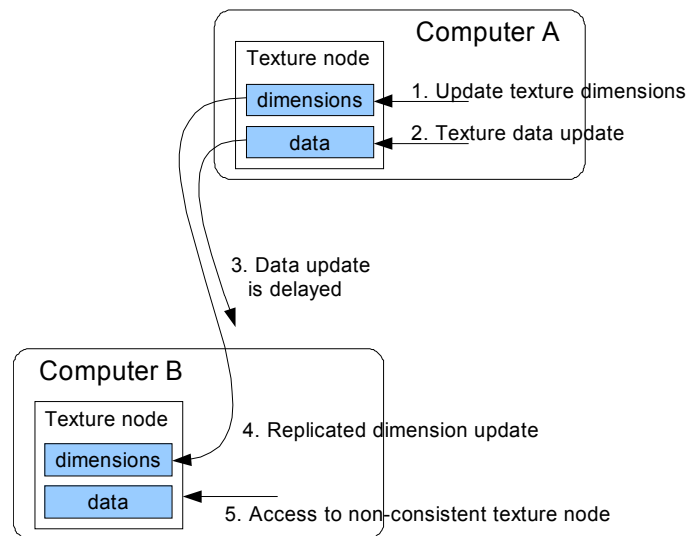 Computer A
Texture node
dimensions
1. Update texture dimensions
data
2. Texture data update
3. Data update
is delayed
Computer B
Texture node
4. Replicated dimension update
dimensions
data
5. Access to non-consistent texture node